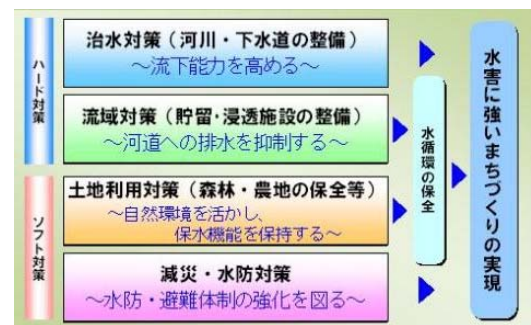 ハード対策
治水対策（河川・下水道の整備）
～流下能力を高める～
流域対策（貯留・浸透施設の整備）
～河道への排水を抑制する～
ソフト対策
土地利用対策（森林・農地の保全等）
～自然環境を活かし、
保水機能を保持する～
減災・水防対策
～水防・避難体制の強化を図る～
水循環の保全
水害に強いまちづくりの実現